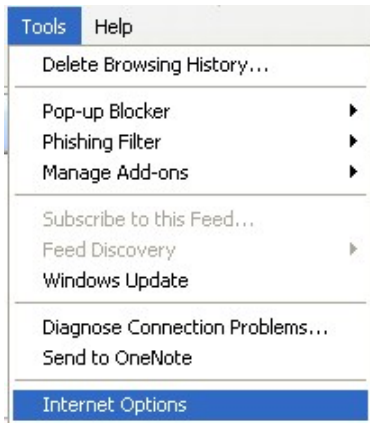 Tools Help
Delete Browsing History...
Pop-up Blocker
Phishing Filter
Manage Add-ons
Subscribe to this Feed...
Feed Discovery
Windows Update
Diagnose Connection Problems...
Send to OneNote
Internet Options